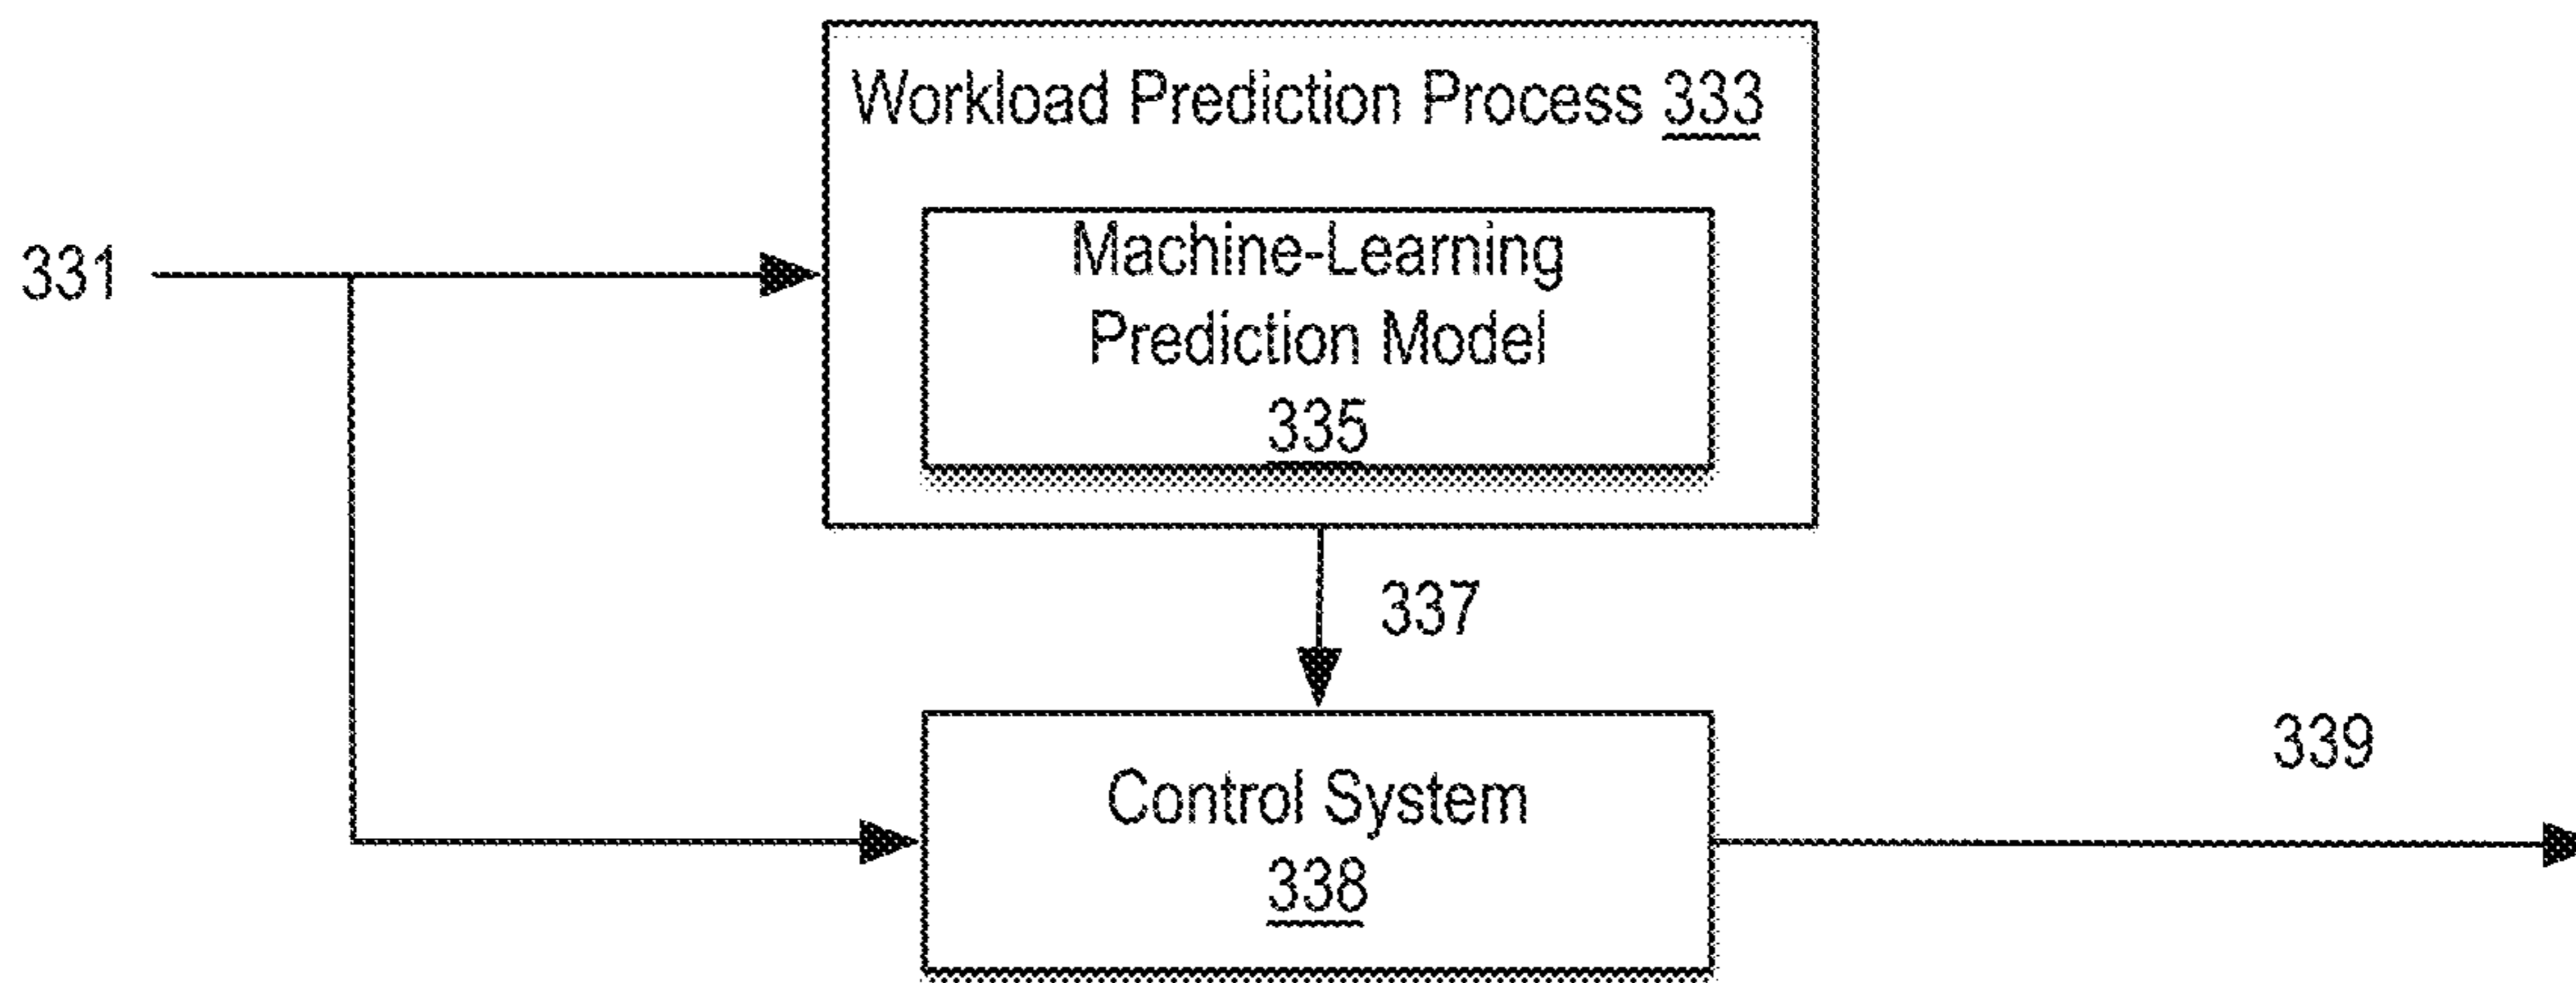 Workload Prediction Process 333
331
Machine-Learning
Prediction Model
335
337
339
Control System
338